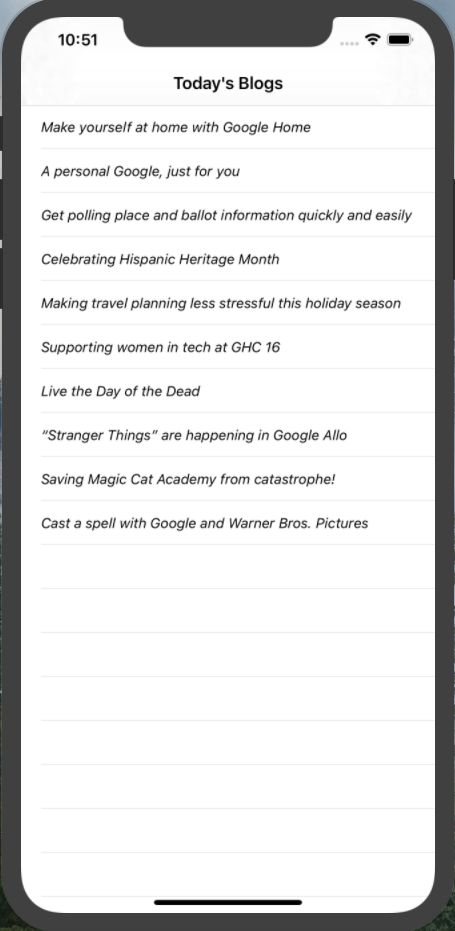 10:51
Today's Blogs
Make yourself at home with Google Home
A personal Google, just for you
Get polling place and ballot information quickly and easily
Celebrating Hispanic Heritage Month
Making travel planning less stressful this holiday season
Supporting women in tech at GHC 16
Live the Day of the Dead
“Stranger Things” are happening in Google Allo
Saving Magic Cat Academy from catastrophe!
Cast a spell with Google and Warner Bros. Pictures